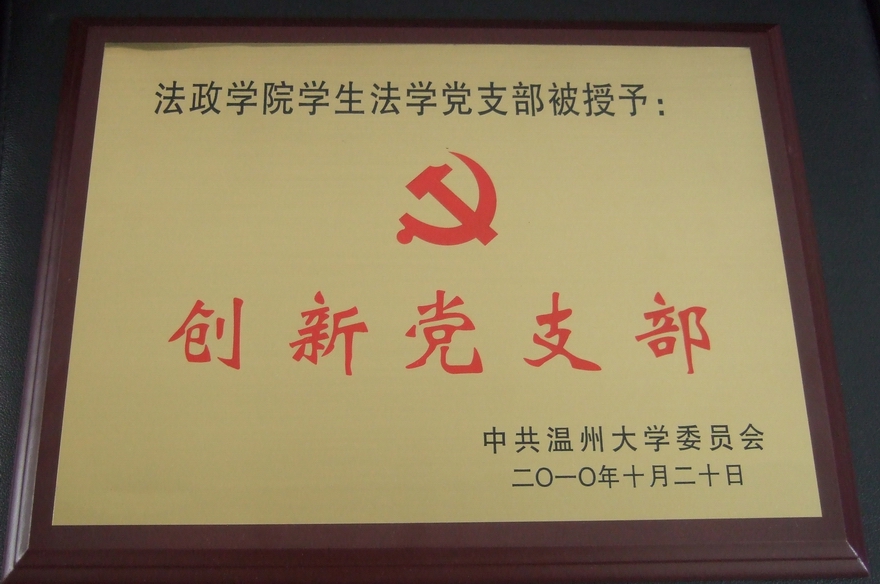 法政学院学生法学党支部被授予：
创新党支部
中共温州大学委员会
二〇一〇年十月二十日